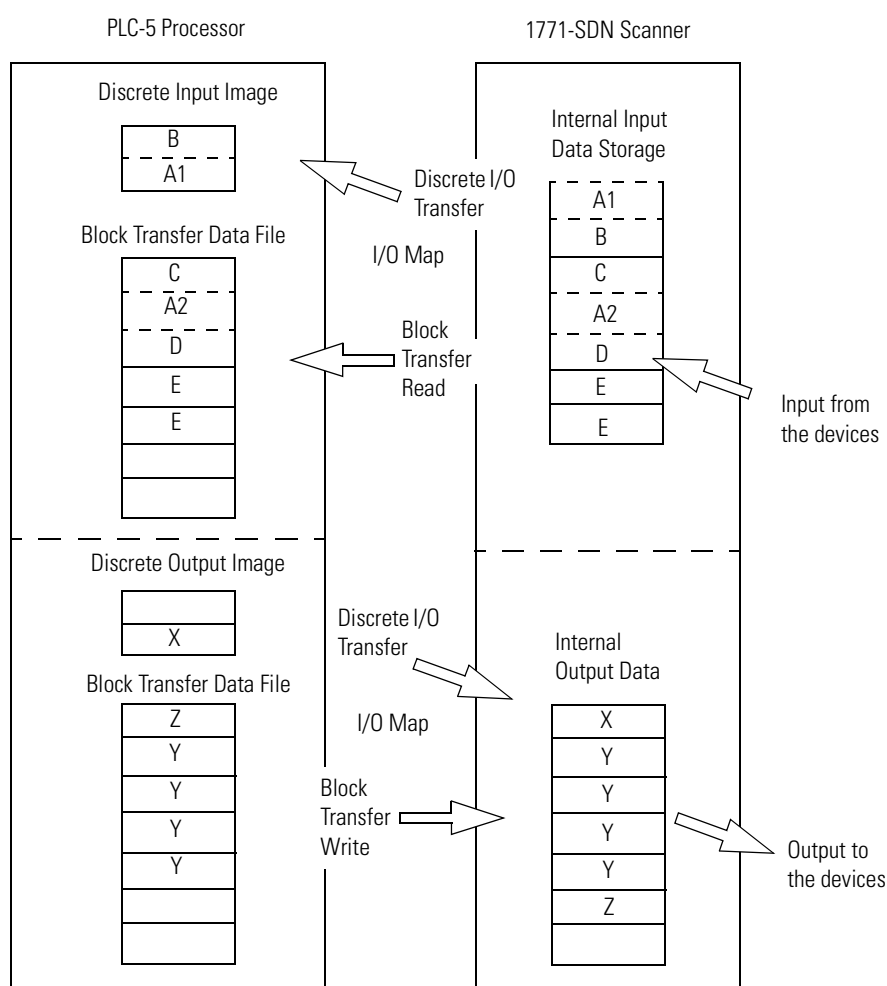 PLC-5 Processor
1771-SDN Scanner
Discrete Input Image
B
A1
Block Transfer Data File
C
A2
D
E
E
Discrete I/O
Transfer
I/O Map
Block
Transfer
Read
Internal Input
Data Storage
A1
B
C
A2
D
E
E
Input from
the devices
Discrete Output Image
X
Block Transfer Data File
Z
Y
Y
Y
Y
Discrete I/O
Transfer
I/O Map
Block
Transfer
Write
Internal
Output Data
X
Y
Y
Y
Y
Z
Output to
the devices